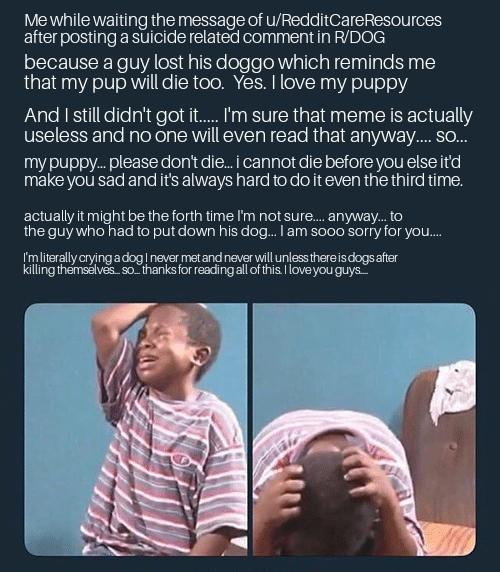 Me while waiting the message of u/RedditCareResources
after posting a suicide related comment in R/DOG
because a guy lost his doggo which reminds me
that my pup will die too. Yes. I love my puppy
And I still didn't got it..... I'm sure that meme is actually
useless and no one will even read that anyway.... so...
my puppy... please don't die... i cannot die before you else it'd
make you sad and it's always hard to do it even the third time.
actually it might be the forth time I'm not sure.... anyway... to
the guy who had to put down his dog... I am sooo sorry for you....
I'm literally crying a dog I never met and never will unless there is dogs after
killing themselves... so... thanks for reading all of this. I love you guys....